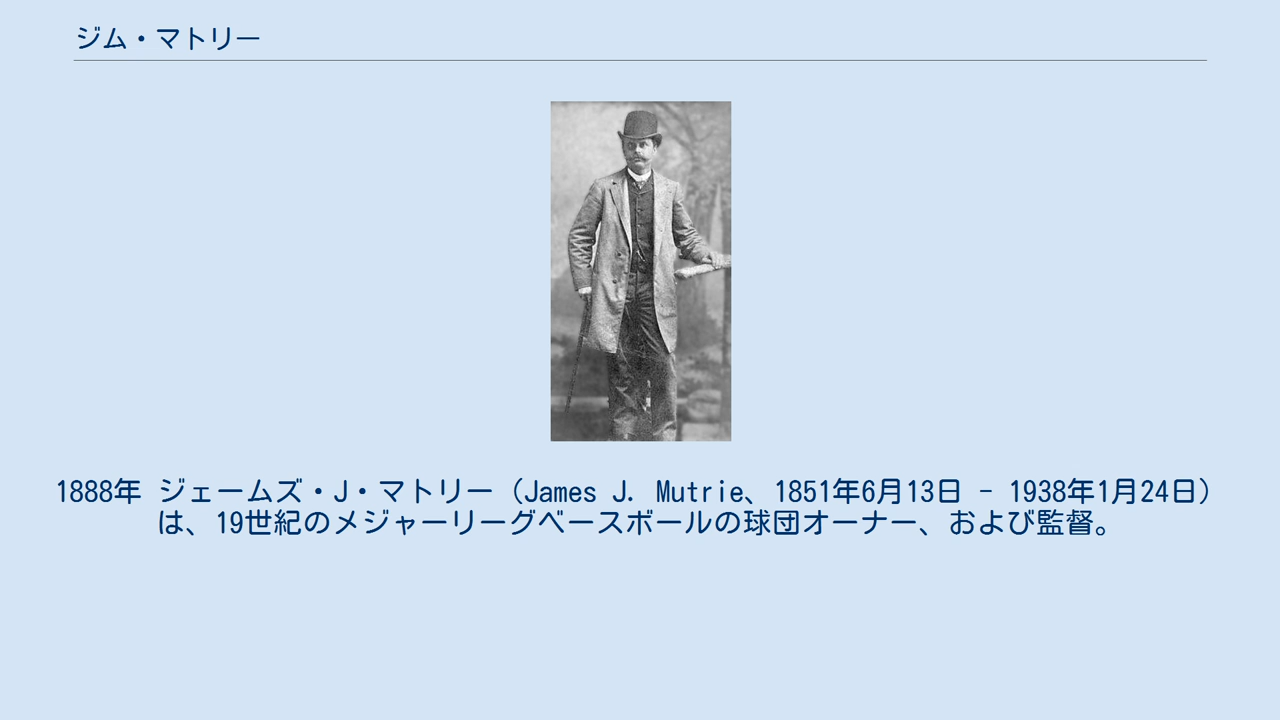 ジム・マトリー
1888年 ジェームズ・J・マトリー（James J. Mutrie、1851年6月13日 - 1938年1月24日）
は、19世紀のメジャーリーグベースボールの球団オーナー、および監督。